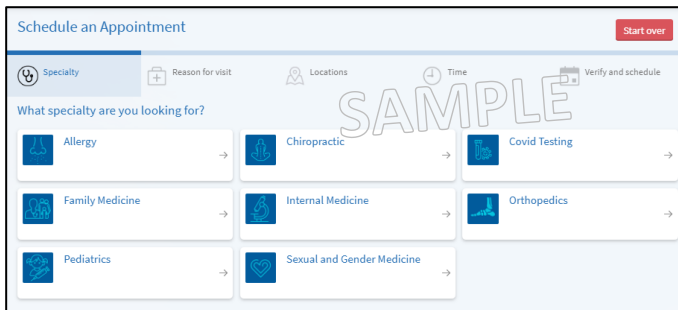 Schedule an Appointment
Start over
Specialty
Reason for visit
Locations
Time
Verify and schedule
SAMPLE
What specialty are you looking for?
Allergy
Chiropractic
Covid Testing
Family Medicine
Internal Medicine
Orthopedics
Pediatrics
Sexual and Gender Medicine